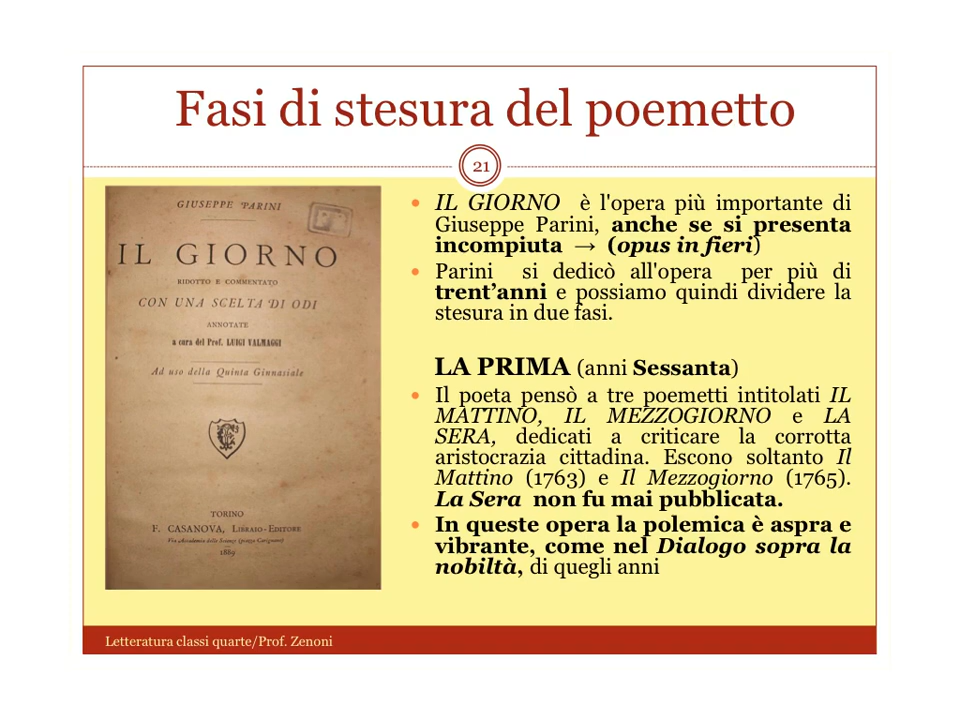 Fasi di stesura del poemetto
21
GIUSEPPE PARINI
IL GIORNO
RIDOTTO E COMMENTATO
CON UNA SCELTA DI ODI
ANNOTATE
a cura del Prof. LUIGI VALMAGGI
Ad uso della Quinta Ginnasiale
TORINO
F. CASANOVA, LIBRAIO-EDITORE
Via Accademia delle Scienze (piazza Carignano)
1889
• IL GIORNO è l'opera più importante di
Giuseppe Parini, anche se si presenta
incompiuta → (opus in fieri)
• Parini si dedicò all'opera per più di
trent’anni e possiamo quindi dividere la
stesura in due fasi.
LA PRIMA (anni Sessanta)
• Il poeta pensò a tre poemetti intitolati IL
MATTINO, IL MEZZOGIORNO e LA
SERA, dedicati a criticare la corrotta
aristocrazia cittadina. Escono soltanto Il
Mattino (1763) e Il Mezzogiorno (1765).
La Sera non fu mai pubblicata.
• In queste opera la polemica è aspra e
vibrante, come nel Dialogo sopra la
nobiltà, di quegli anni
Letteratura classi quarte/Prof. Zenoni